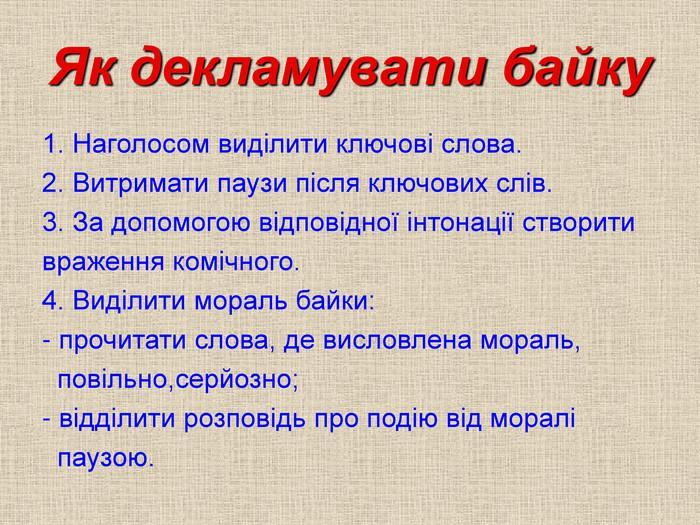 Як декламувати байку
1. Наголосом виділити ключові слова.
2. Витримати паузи після ключових слів.
3. За допомогою відповідної інтонації створити
враження комічного.
4. Виділити мораль байки:
- прочитати слова, де висловлена мораль,
повільно,серйозно;
- відділити розповідь про подію від моралі
паузою.